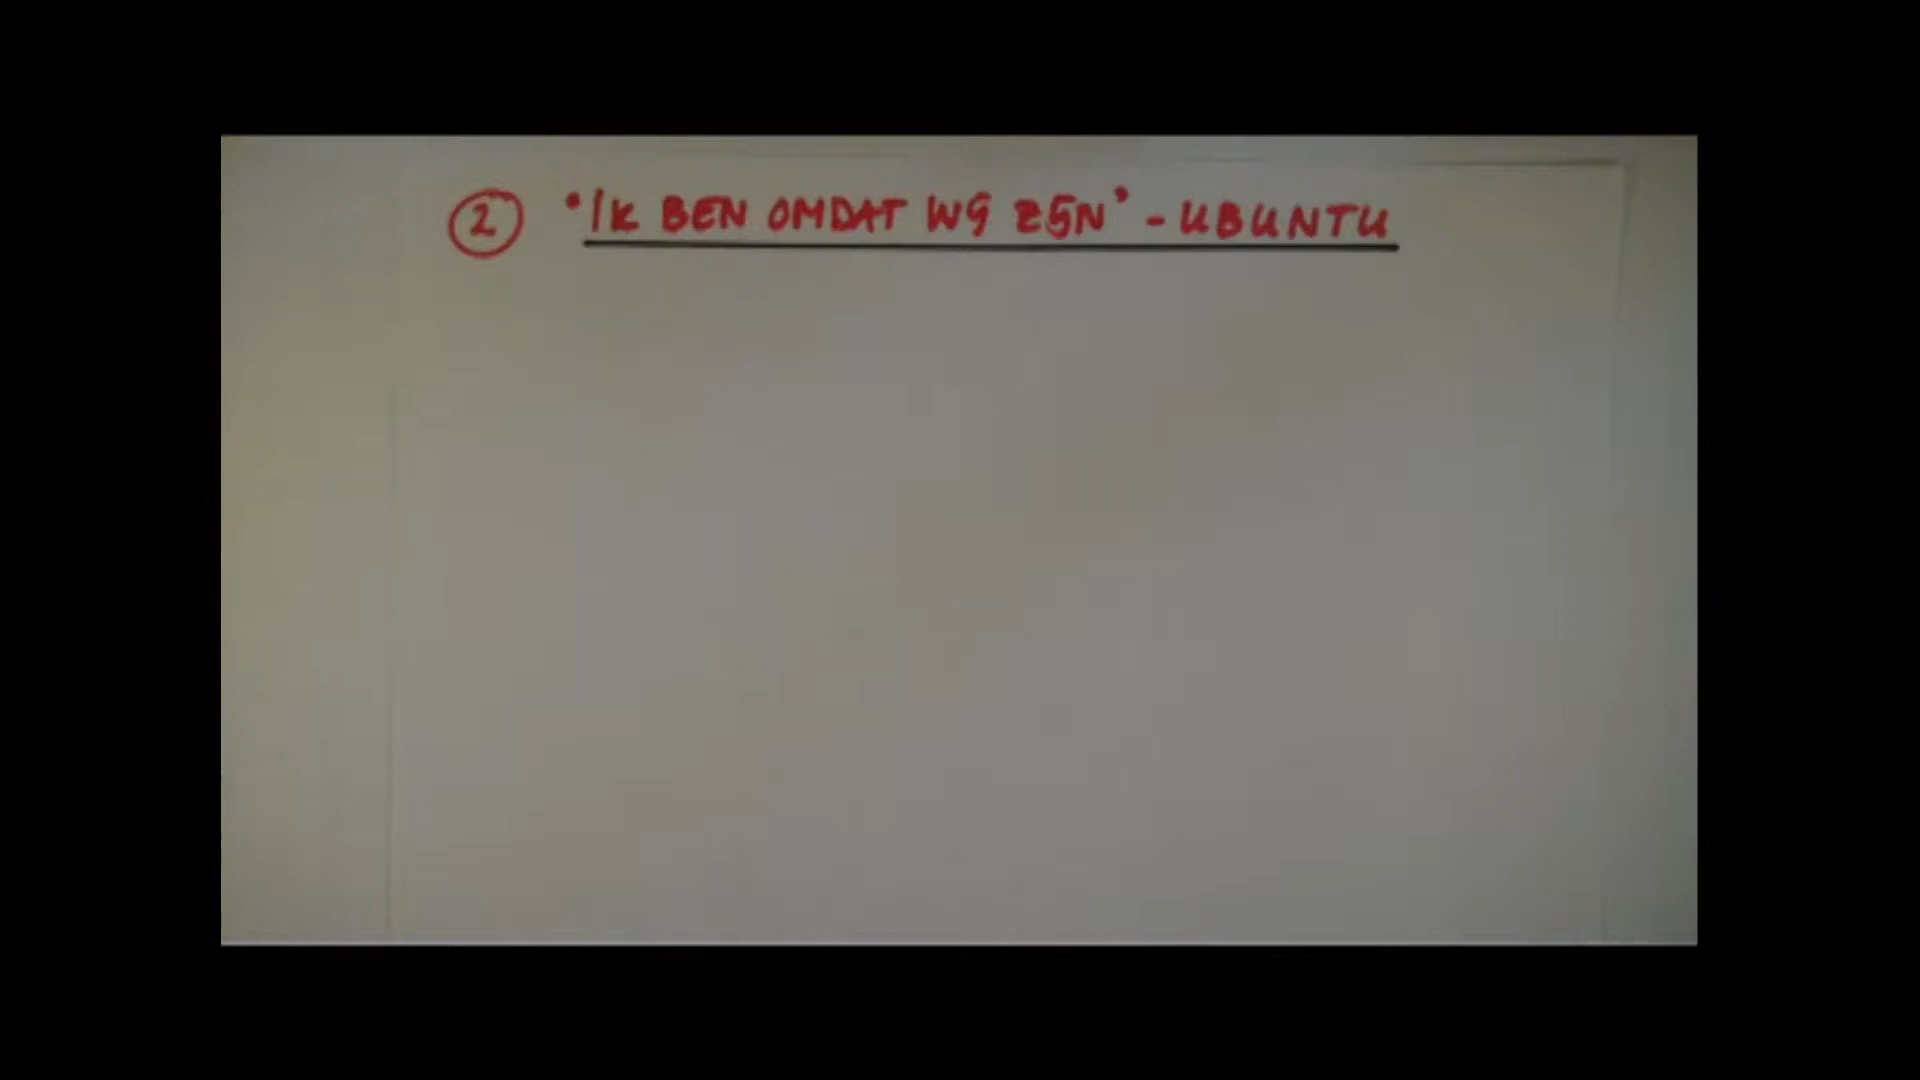 ② 'IK BEN OMDAT WIJ ZIJN' - UBUNTU